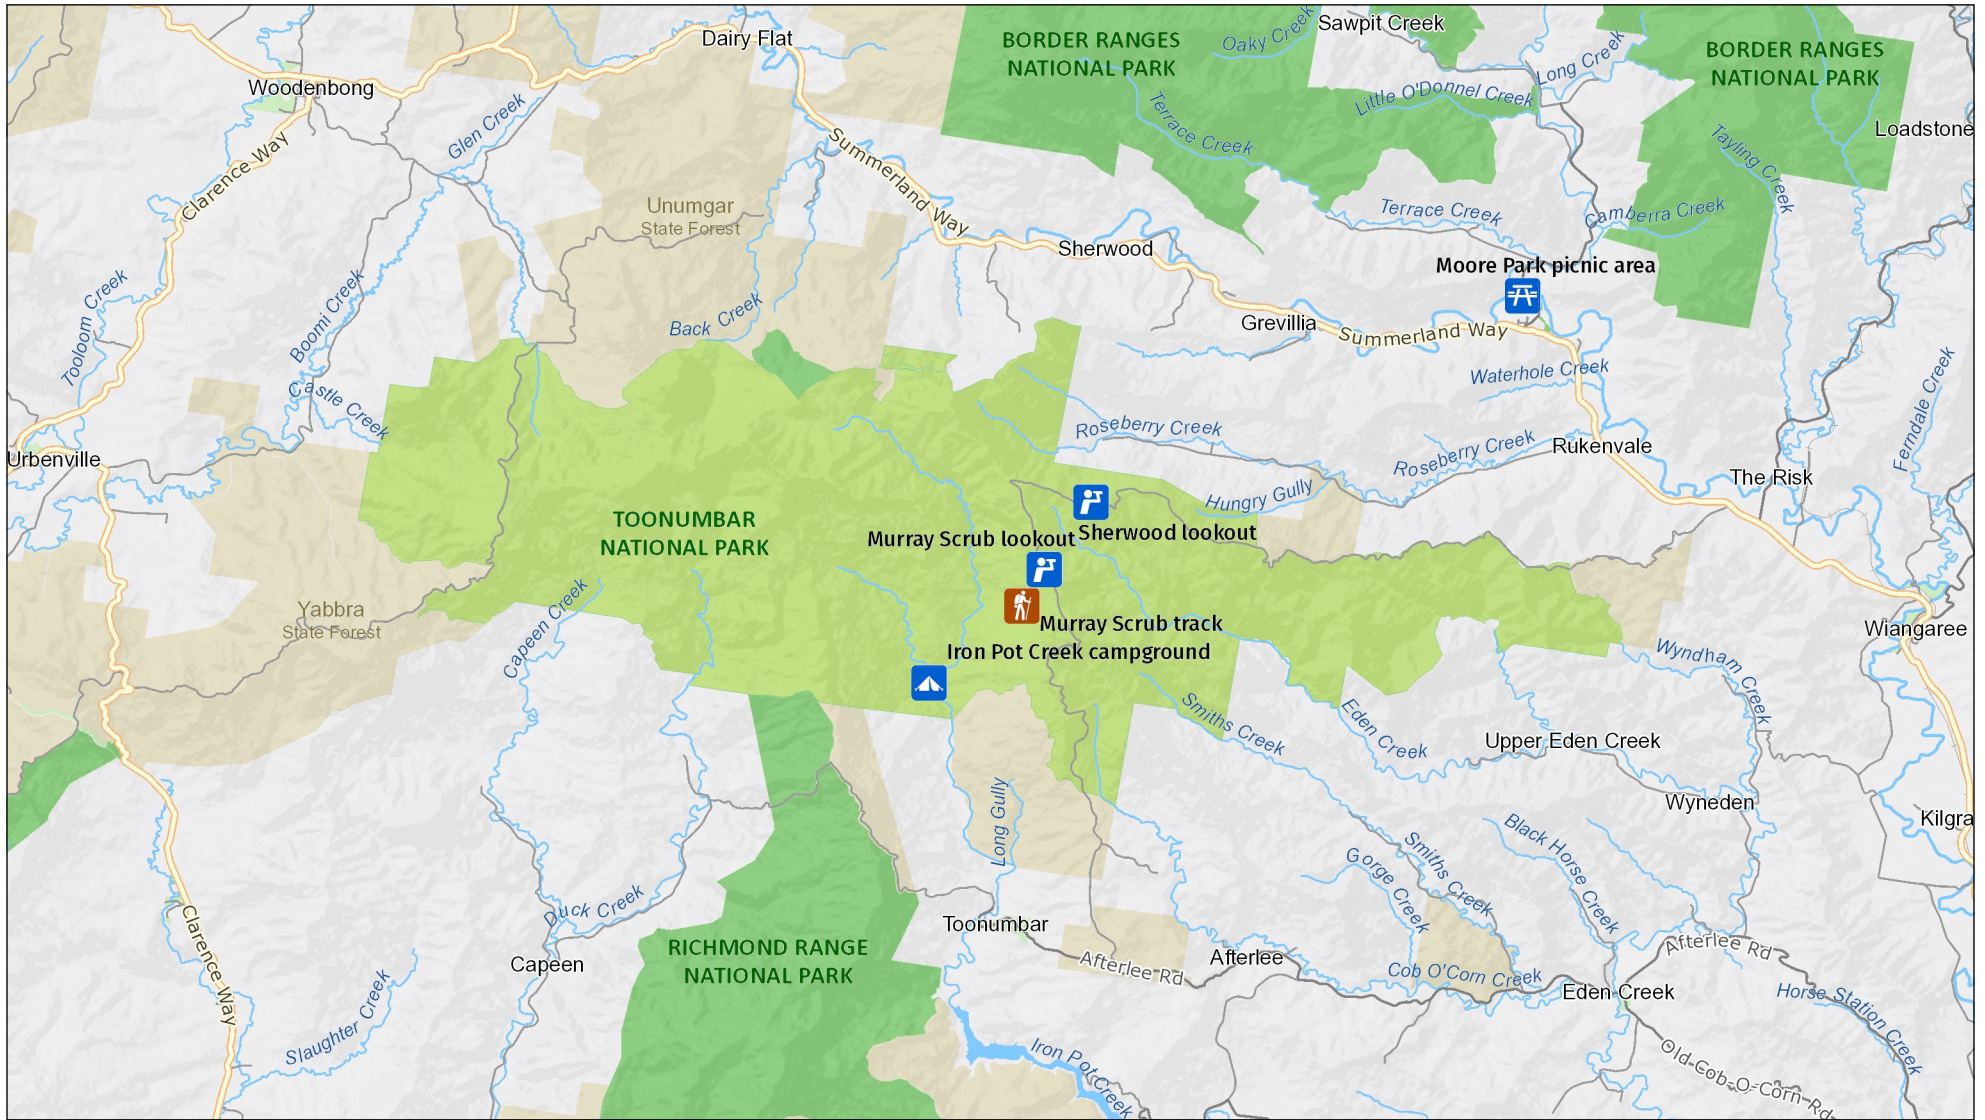 Sawpit Creek
Oaky Creek
Dairy Flat
BORDER RANGES
NATIONAL PARK
BORDER RANGES
NATIONAL PARK
Long Creek
Woodenbong
Little O'Donnel Creek
Glen Creek
Terrace Creek
Loadstone
Tayling Creek
Clarence Way
Summerland Way
Unumgar
State Forest
Terrace Creek
Camberra Creek
Sherwood
Moore Park picnic area
Tooloom Creek
Boomi Creek
Back Creek
Grevillia
Summerland Way
Waterhole Creek
Ferndale Creek
Castle Creek
Roseberry Creek
Roseberry Creek
Rukenvale
Urbenville
The Risk
Hungry Gully
TOONUMBAR
NATIONAL PARK
Sherwood lookout
Murray Scrub lookout
Yabbra
State Forest
Capeen Creek
Murray Scrub track
Iron Pot Creek campground
Wiangaree
Wyndham Creek
Smiths Creek
Eden Creek
Upper Eden Creek
Wyneden
Kilgra
Long Gully
Black Horse Creek
Smiths Creek
Gorge Creek
Duck Creek
Toonumbar
Clarence Way
RICHMOND RANGE
NATIONAL PARK
Capeen
Afterlee Rd
Afterlee
Afterlee Rd
Cob O'Corn Creek
Eden Creek
Horse Station Creek
Slaughter Creek
Iron Pot Creek
Old-Cob-O-Corn-Rd